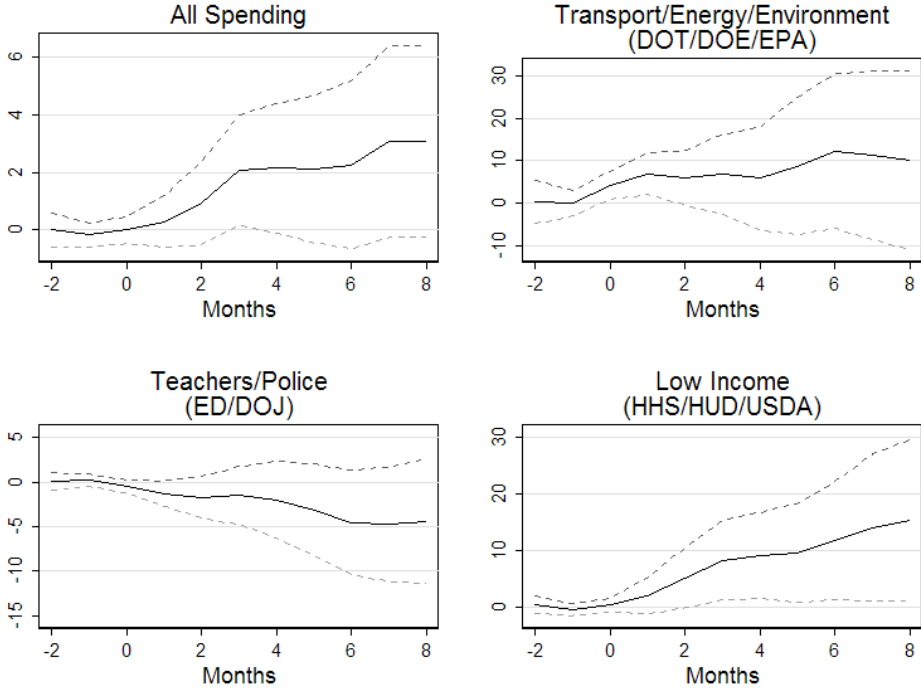 All Spending
6
4
2
0
-2 0 2 4 6 8
Months
Transport/Energy/Environment
(DOT/DOE/EPA)
30
20
10
0
-10
-2 0 2 4 6 8
Months
Teachers/Police
(ED/DOJ)
5
0
-5
-10
-15
-2 0 2 4 6 8
Months
Low Income
(HHS/HUD/USDA)
30
20
10
0
-2 0 2 4 6 8
Months